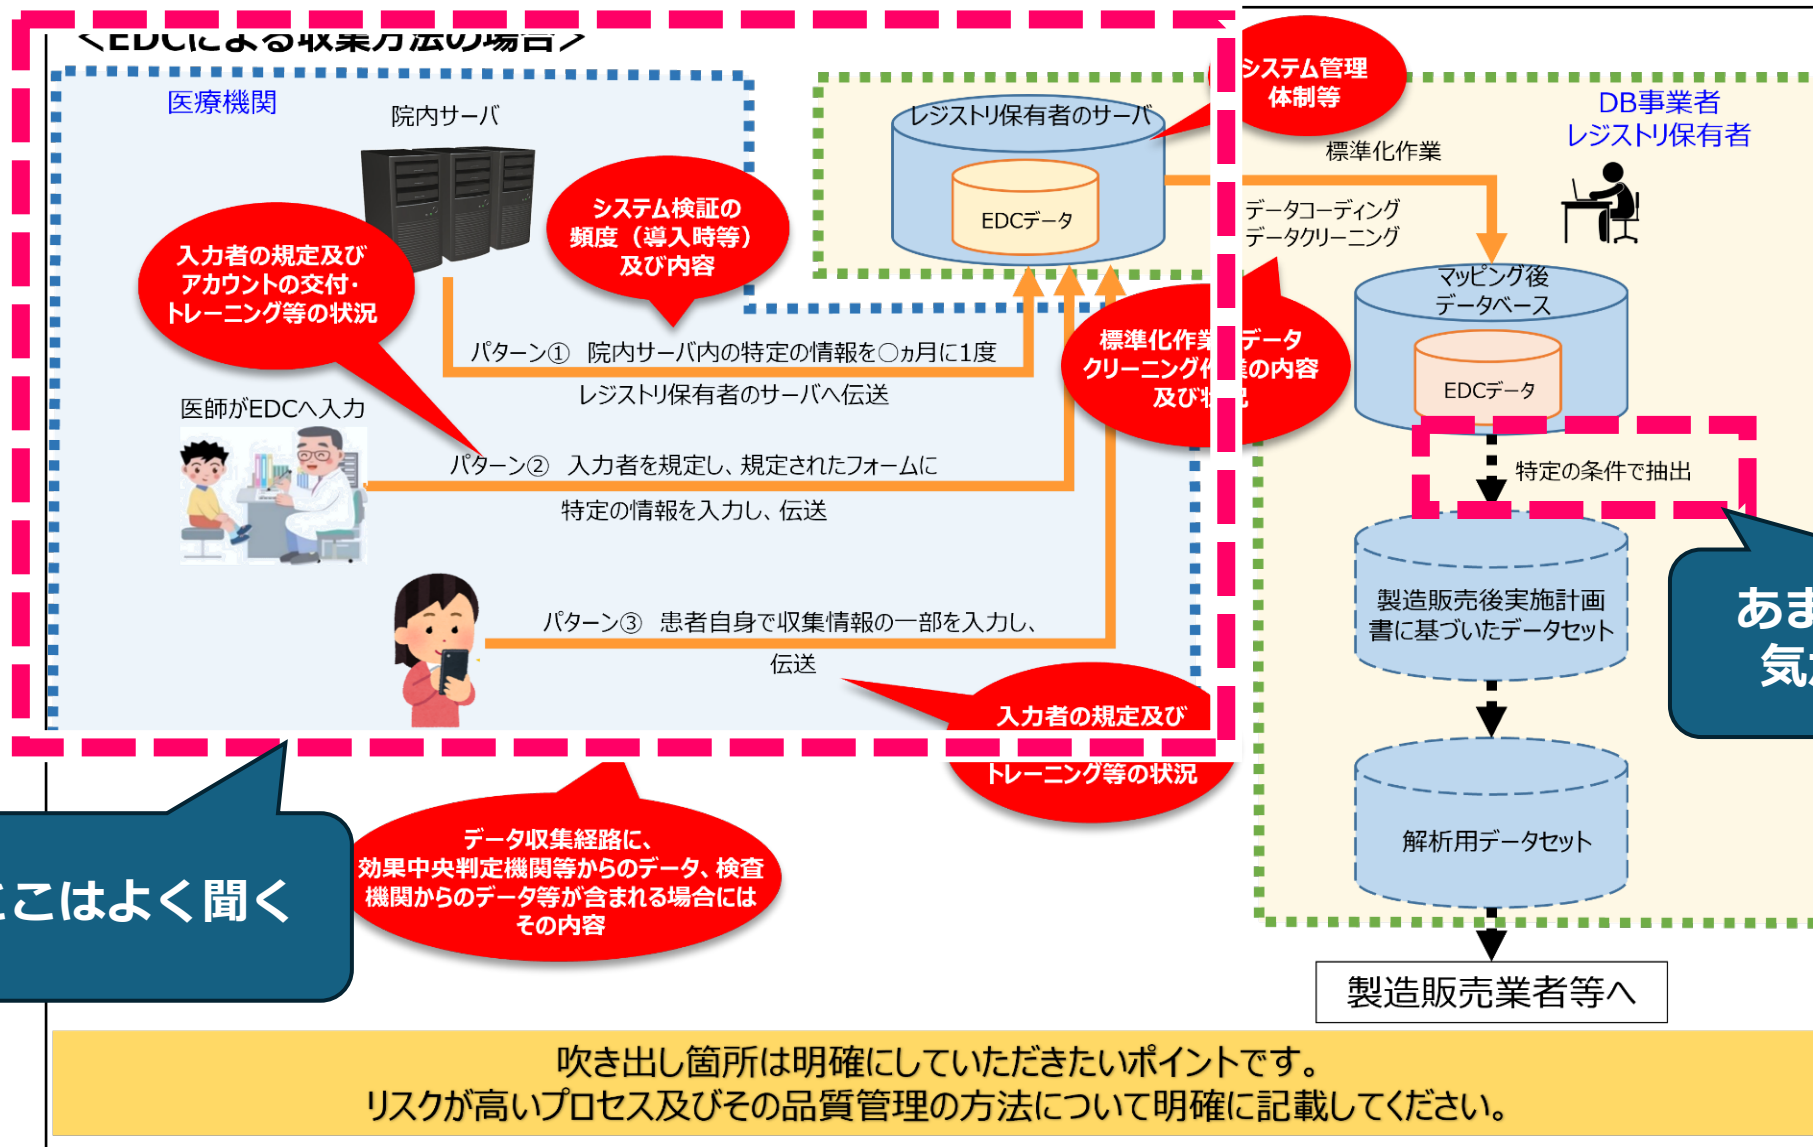 <EDCによる収集方法の場合>
医療機関
院内サーバ
レジストリ保有者のサーバ
EDCデータ
システム管理
体制等
DB事業者
レジストリ保有者
標準化作業
データコーディング
データクリーニング
システム検証の
頻度（導入時等）
及び内容
入力者の規定及び
アカウントの交付・
トレーニング等の状況
マッピング後
データベース
EDCデータ
パターン① 院内サーバ内の特定の情報を○ヵ月に1度
レジストリ保有者のサーバへ伝送
標準化作業 データ
クリーニング作業の内容
及び状況
医師がEDCへ入力
パターン② 入力者を規定し、規定されたフォームに
特定の情報を入力し、伝送
特定の条件で抽出
製造販売後実施計画
書に基づいたデータセット
パターン③ 患者自身で収集情報の一部を入力し、
伝送
入力者の規定及び
トレーニング等の状況
あま
気
データ収集経路に、
効果中央判定機関等からのデータ、検査
機関からのデータ等が含まれる場合には
その内容
ここはよく聞く
解析用データセット
製造販売業者等へ
吹き出し箇所は明確にしていただきたいポイントです。
リスクが高いプロセス及びその品質管理の方法について明確に記載してください。